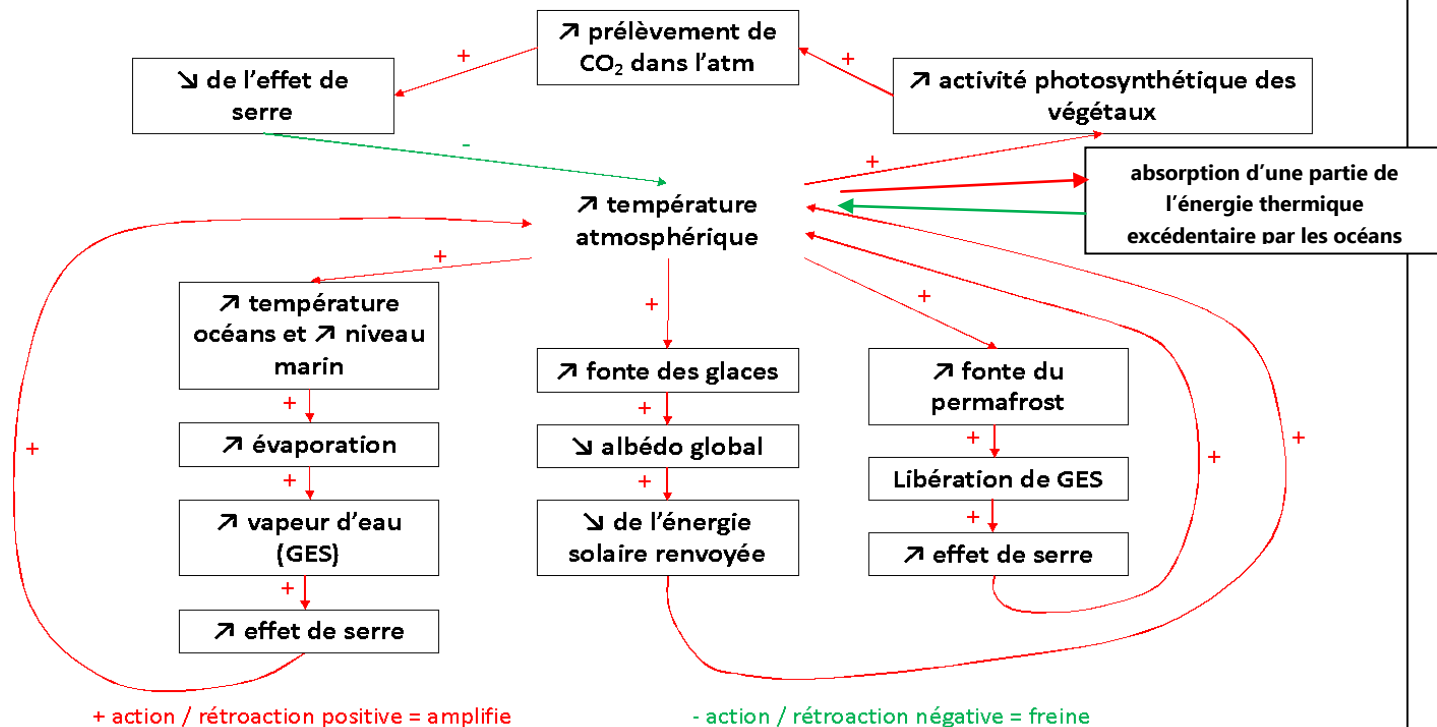 ↗ prélèvement de
CO₂ dans l'atm
+
+
↘ de l'effet de
serre
↗ activité photosynthétique des
végétaux
-
+
absorption d'une partie de
l'énergie thermique
excédentaire par les océans
↗ température
atmosphérique
+
+
+
↗ température
océans et ↗ niveau
marin
↗ fonte des glaces
↗ fonte du
permafrost
+
+
+
+
+
+
↗ évaporation
↘ albédo global
Libération de GES
+
+
+
↗ vapeur d'eau
(GES)
↘ de l'énergie
solaire renvoyée
↗ effet de serre
+
↗ effet de serre
+ action / rétroaction positive = amplifie
- action / rétroaction négative = freine